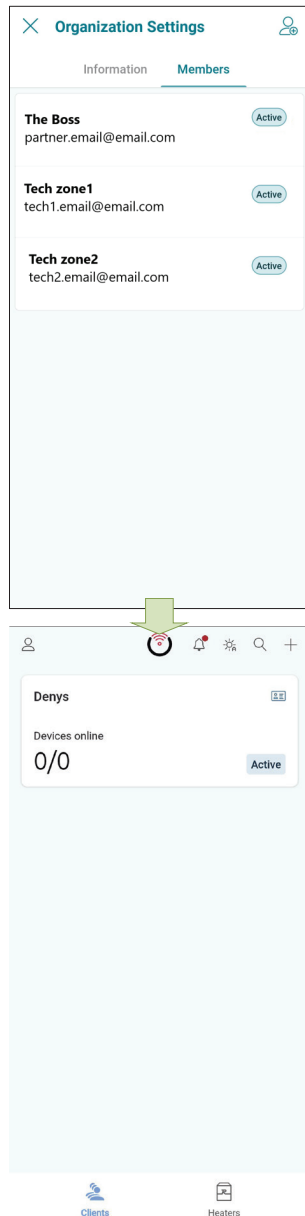 Organization Settings
Information Members
The Boss
Active
partner.email@email.com
Tech zone1
Active
tech1.email@email.com
Tech zone2
Active
tech2.email@email.com
Denys
Devices online
0/0
Active
Clients Heaters